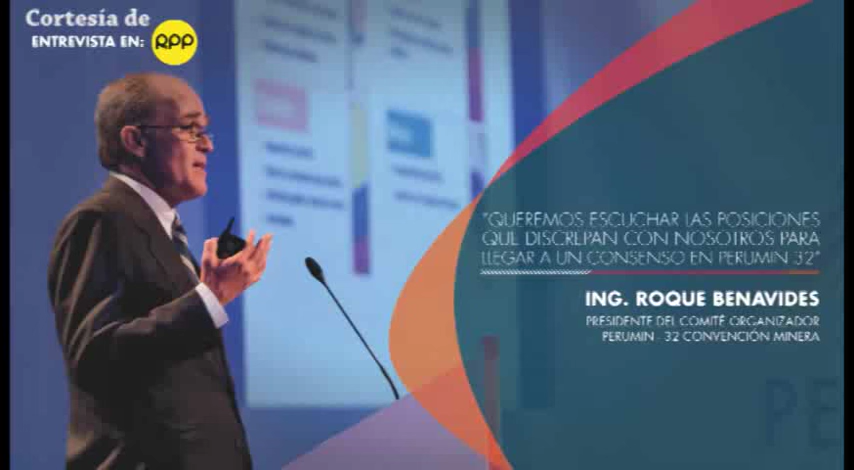 Cortesía de
ENTREVISTA EN: RPP
"QUEREMOS ESCUCHAR LAS POSICIONES
QUE DISCREPAN CON NOSOTROS PARA
LLEGAR A UN CONSENSO EN PERUMIN 32"
ING. ROQUE BENAVIDES
PRESIDENTE DEL COMITÉ ORGANIZADOR
PERUMIN - 32 CONVENCIÓN MINERA
PE